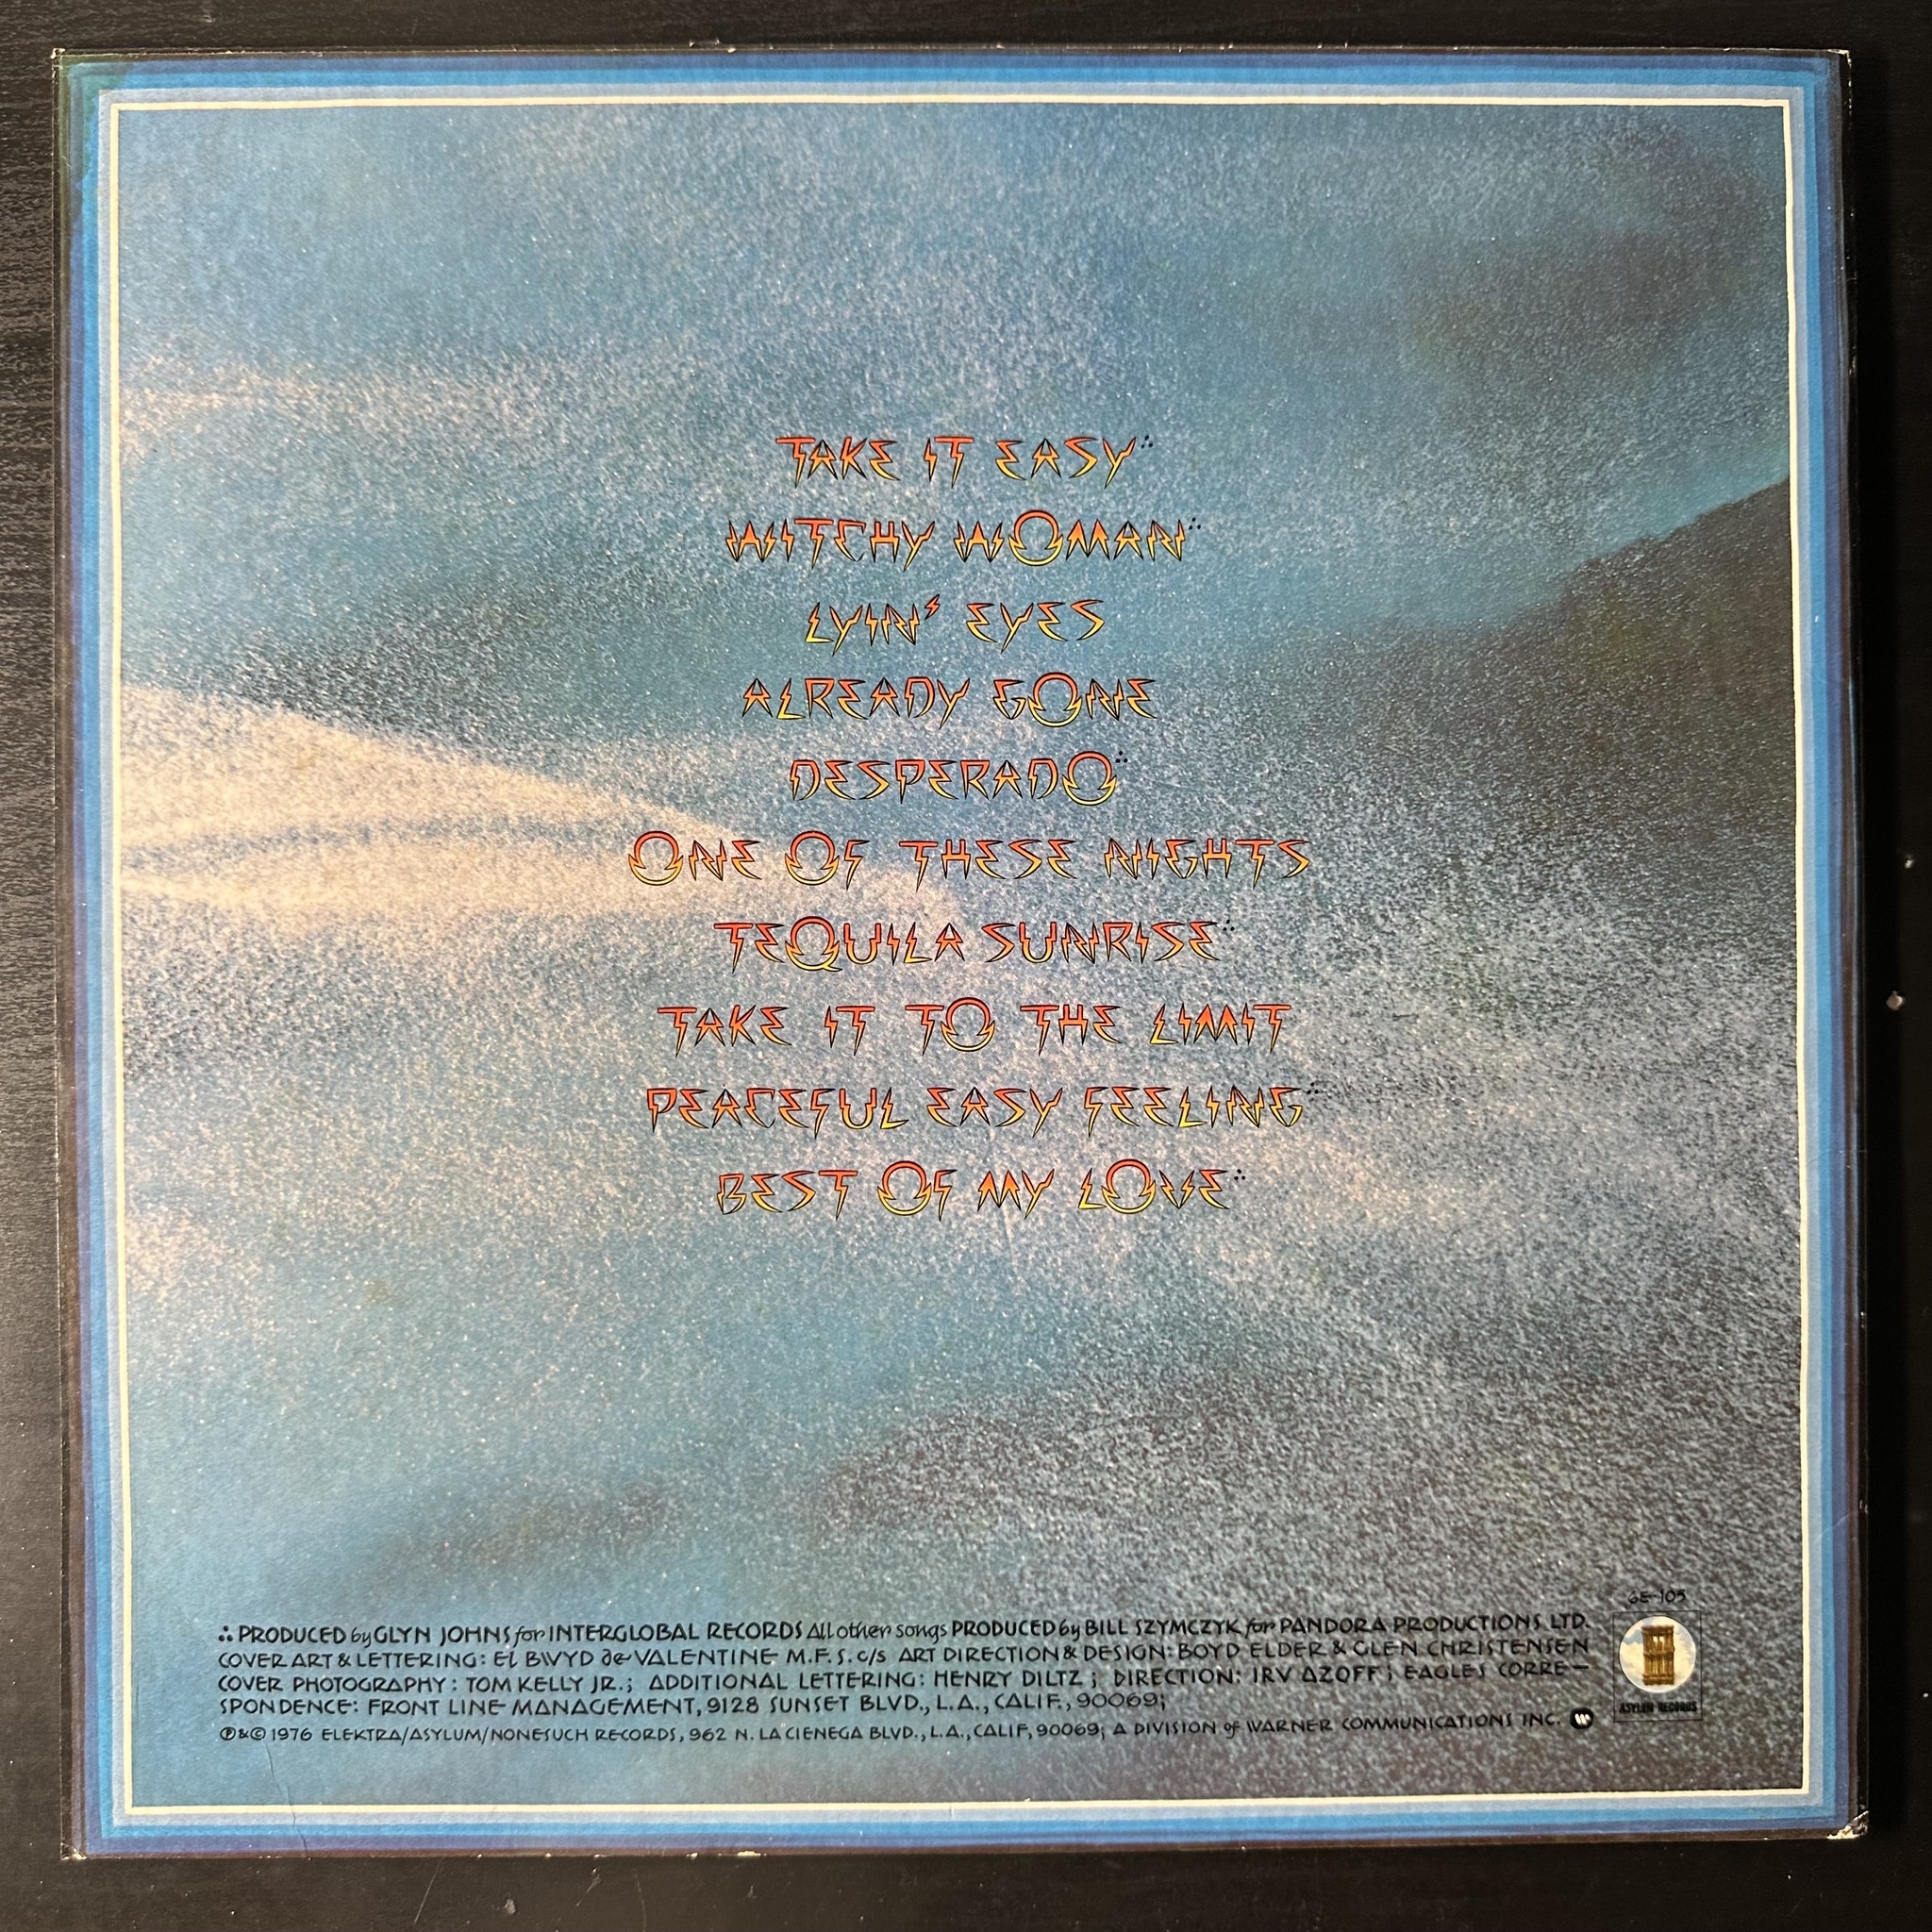 TAKE IT EASY∴
WITCHY WOMAN∴
LYIN' EYES
ALREADY GONE
DESPERADO∴
ONE OF THESE NIGHTS
TEQUILA SUNRISE∴
TAKE IT TO THE LIMIT
PEACEFUL EASY FEELING∴
BEST OF MY LOVE∴
6E-105
∴ PRODUCED by GLYN JOHNS for INTERGLOBAL RECORDS All other songs PRODUCED by BILL SZYMCZYK for PANDORA PRODUCTIONS LTD.
COVER ART & LETTERING: El BWYD de VALENTINE M.F.S. c/s ART DIRECTION & DESIGN: BOYD ELDER & GLEN CHRISTENSEN
COVER PHOTOGRAPHY: TOM KELLY JR.; ADDITIONAL LETTERING: HENRY DILTZ; DIRECTION: IRV AZOFF; EAGLES CORRE-
SPONDENCE: FRONT LINE MANAGEMENT, 9128 SUNSET BLVD., L.A., CALIF., 90069;
℗&© 1976 ELEKTRA/ASYLUM/NONESUCH RECORDS, 962 N. LA CIENEGA BLVD., L.A., CALIF, 90069; A DIVISION of WARNER COMMUNICATIONS INC.
ASYLUM RECORDS